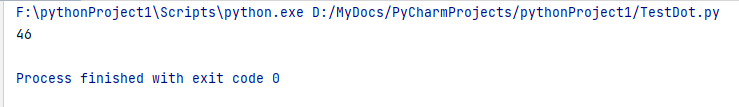 F:\pythonProject1\Scripts\python.exe D:/MyDocs/PyCharmProjects/pythonProject1/TestDot.py
46
Process finished with exit code 0